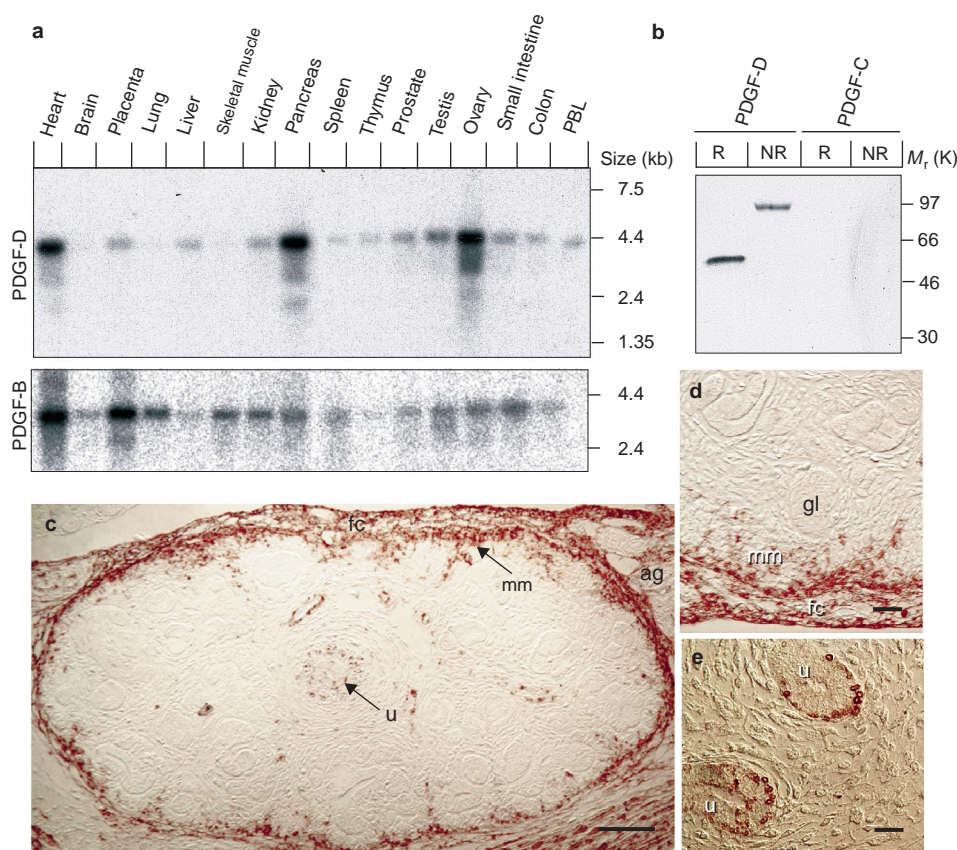 a
Heart
Brain
Placenta
Lung
Liver
Skeletal muscle
Kidney
Pancreas
Spleen
Thymus
Prostate
Testis
Ovary
Small intestine
Colon
PBL
Size (kb)
PDGF-D
7.5
4.4
2.4
1.35
PDGF-B
4.4
2.4
b
PDGF-D
PDGF-C
R
NR
R
NR
Mr (K)
97
66
46
30
c
fc
mm
ag
u
d
gl
mm
fc
e
u
u